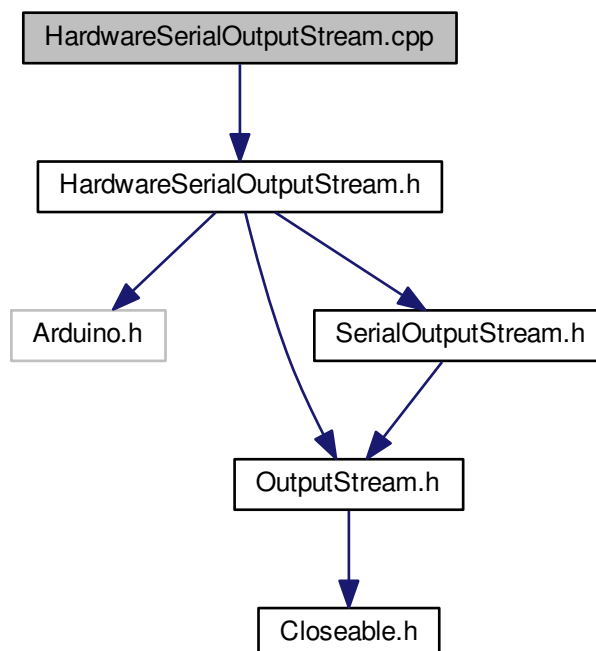 HardwareSerialOutputStream.cpp
HardwareSerialOutputStream.h
Arduino.h
SerialOutputStream.h
OutputStream.h
Closeable.h